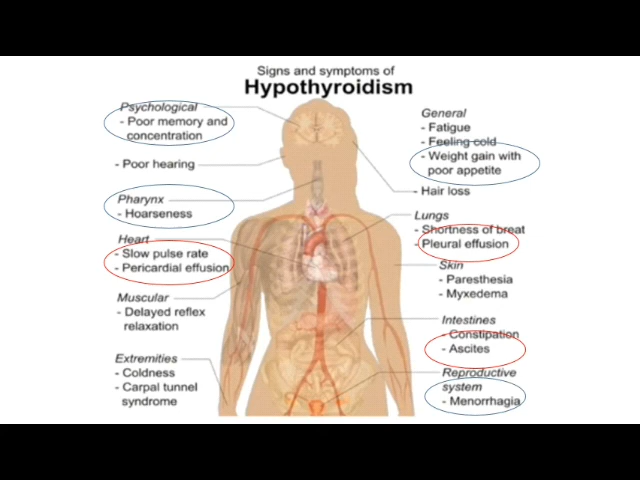 Signs and symptoms of
Hypothyroidism
Psychological
- Poor memory and
concentration
- Poor hearing
Pharynx
- Hoarseness
Heart
- Slow pulse rate
- Pericardial effusion
Muscular
- Delayed reflex
relaxation
Extremities
- Coldness
- Carpal tunnel
syndrome
General
- Fatigue
- Feeling cold
- Weight gain with
poor appetite
- Hair loss
Lungs
- Shortness of breat
- Pleural effusion
Skin
- Paresthesia
- Myxedema
Intestines
- Constipation
- Ascites
Reproductive
system
- Menorrhagia